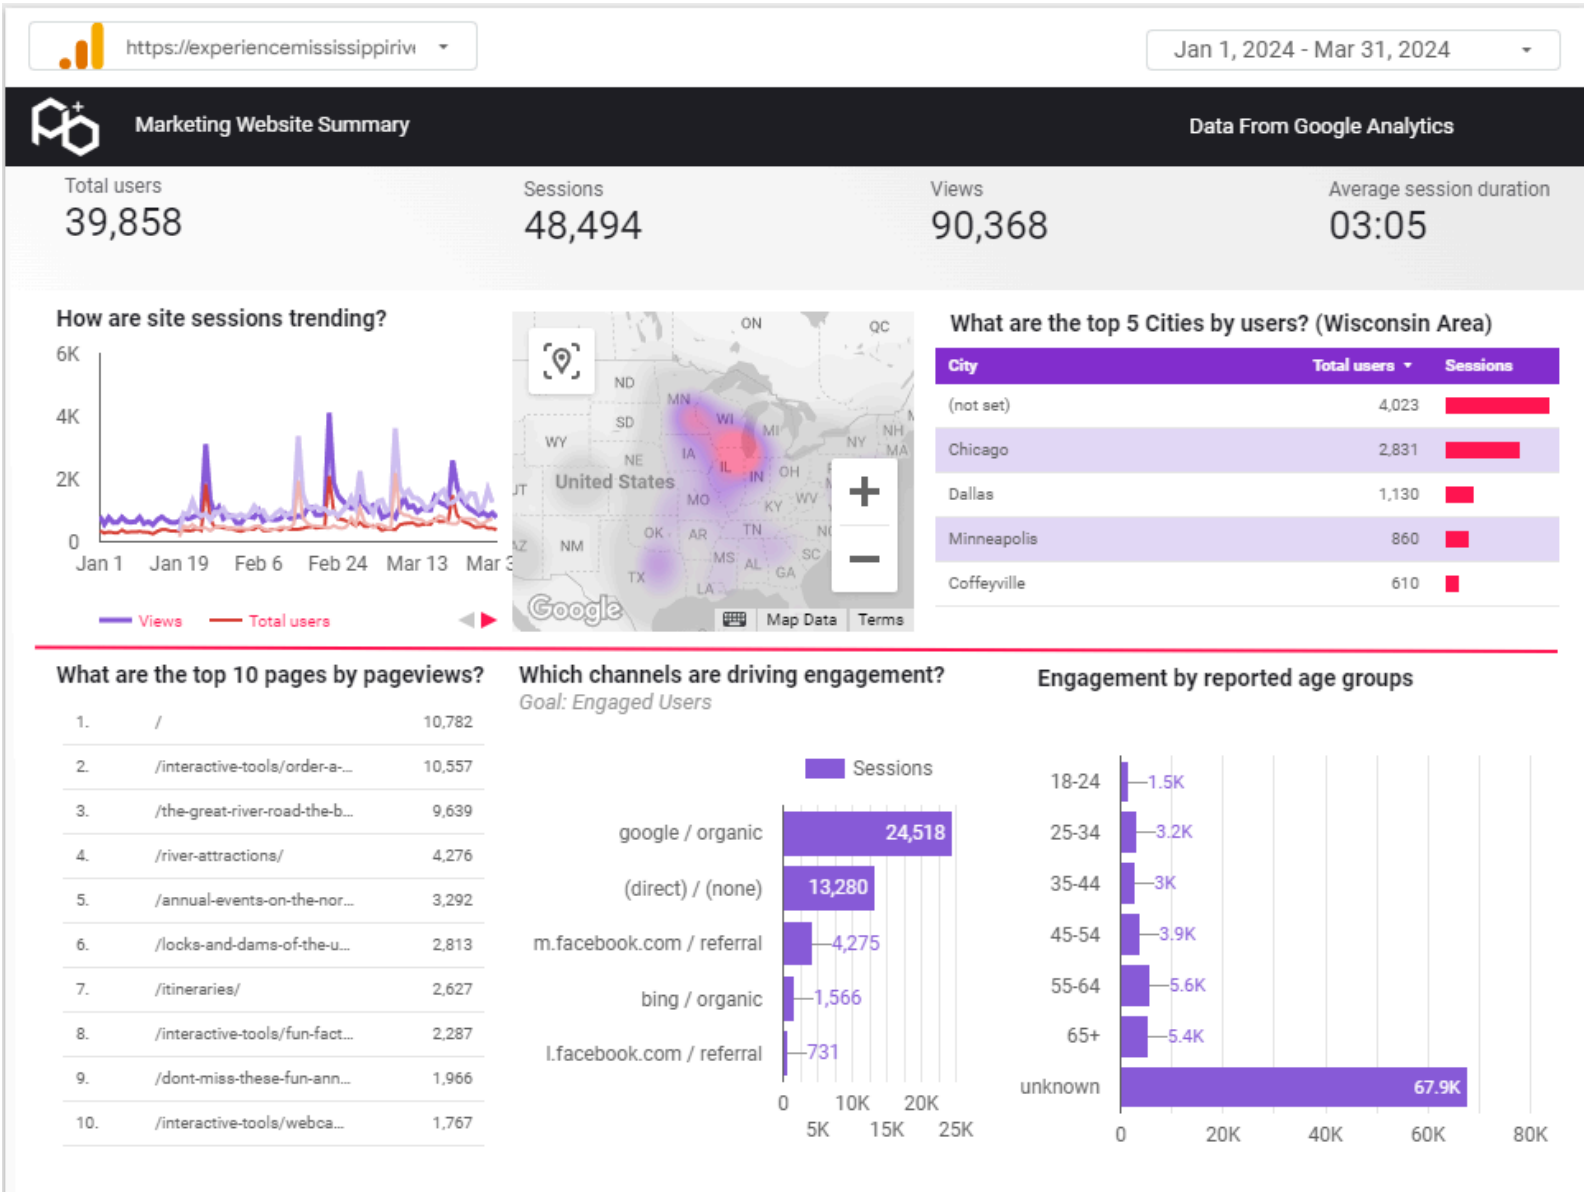 https://experiencemississippirive
Jan 1, 2024 - Mar 31, 2024
Marketing Website Summary
Data From Google Analytics
Total users
39,858
Sessions
48,494
Views
90,368
Average session duration
03:05
How are site sessions trending?
6K
4K
2K
0
Jan 1 Jan 19 Feb 6 Feb 24 Mar 13 Mar 3
Views Total users
ON
QC
ND
MN
SD
WI
MI
WY
NY
NH
MA
NE
IA
IL
IN
OH
United States
UT
MO
KY
WV
OK
AR
TN
NC
AZ
NM
MS
AL
SC
GA
TX
LA
Google
Map Data
Terms
What are the top 5 Cities by users? (Wisconsin Area)
City Total users Sessions
(not set) 4,023
Chicago 2,831
Dallas 1,130
Minneapolis 860
Coffeyville 610
What are the top 10 pages by pageviews?
1. / 10,782
2. /interactive-tools/order-a-... 10,557
3. /the-great-river-road-the-b... 9,639
4. /river-attractions/ 4,276
5. /annual-events-on-the-nor... 3,292
6. /locks-and-dams-of-the-u... 2,813
7. /itineraries/ 2,627
8. /interactive-tools/fun-fact... 2,287
9. /dont-miss-these-fun-ann... 1,966
10. /interactive-tools/webca... 1,767
Which channels are driving engagement?
Goal: Engaged Users
Sessions
google / organic 24,518
(direct) / (none) 13,280
m.facebook.com / referral 4,275
bing / organic 1,566
l.facebook.com / referral 731
0 10K 20K
5K 15K 25K
Engagement by reported age groups
18-24 1.5K
25-34 3.2K
35-44 3K
45-54 3.9K
55-64 5.6K
65+ 5.4K
unknown 67.9K
0 20K 40K 60K 80K